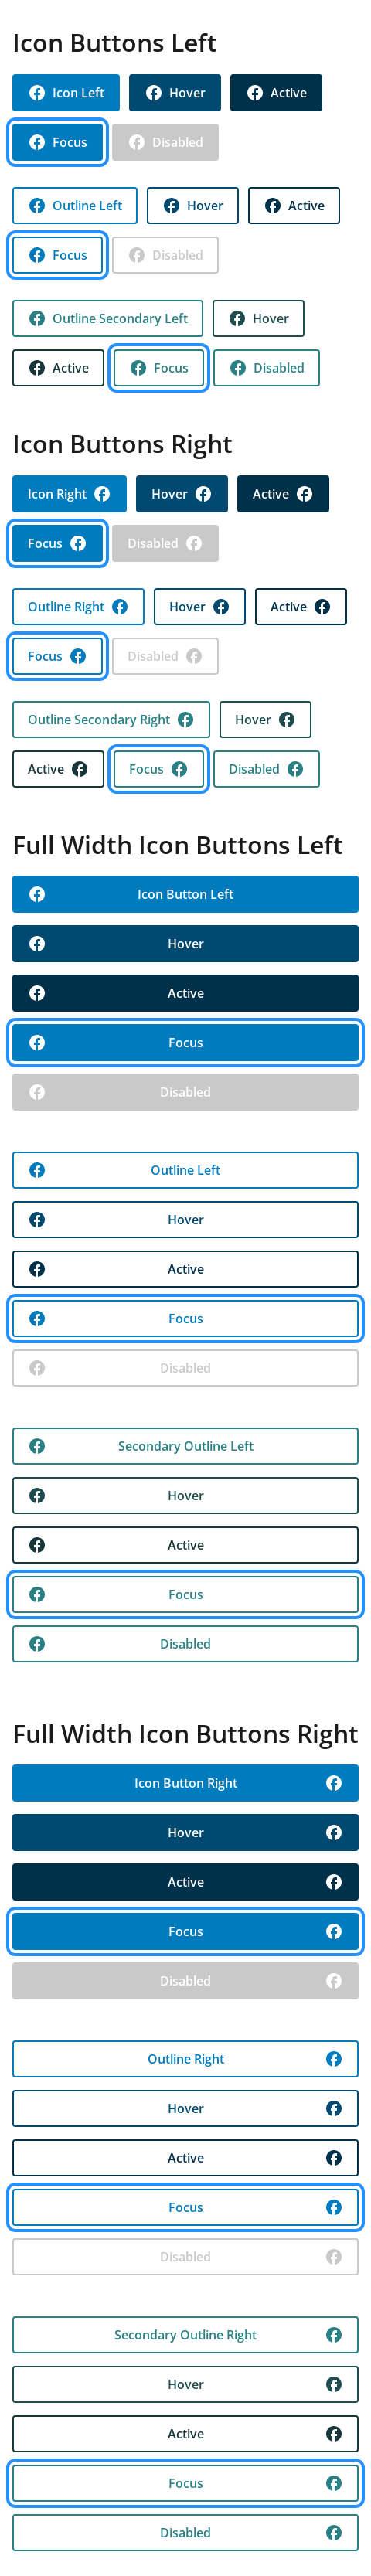 Icon Buttons Left
Icon Left Hover Active
Focus Disabled
Outline Left Hover Active
Focus Disabled
Outline Secondary Left Hover
Active Focus Disabled
Icon Buttons Right
Icon Right Hover Active
Focus Disabled
Outline Right Hover Active
Focus Disabled
Outline Secondary Right Hover
Active Focus Disabled
Full Width Icon Buttons Left
Icon Button Left
Hover
Active
Focus
Disabled
Outline Left
Hover
Active
Focus
Disabled
Secondary Outline Left
Hover
Active
Focus
Disabled
Full Width Icon Buttons Right
Icon Button Right
Hover
Active
Focus
Disabled
Outline Right
Hover
Active
Focus
Disabled
Secondary Outline Right
Hover
Active
Focus
Disabled